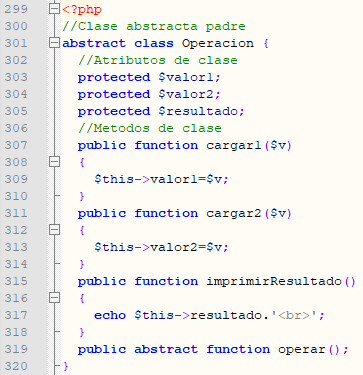 299 <?php
300 //Clase abstracta padre
301 abstract class Operacion {
302 //Atributos de clase
303 protected $valor1;
304 protected $valor2;
305 protected $resultado;
306 //Metodos de clase
307 public function cargar1($v)
308 {
309 $this->valor1=$v;
310 }
311 public function cargar2($v)
312 {
313 $this->valor2=$v;
314 }
315 public function imprimirResultado()
316 {
317 echo $this->resultado.'<br>';
318 }
319 public abstract function operar();
320 }